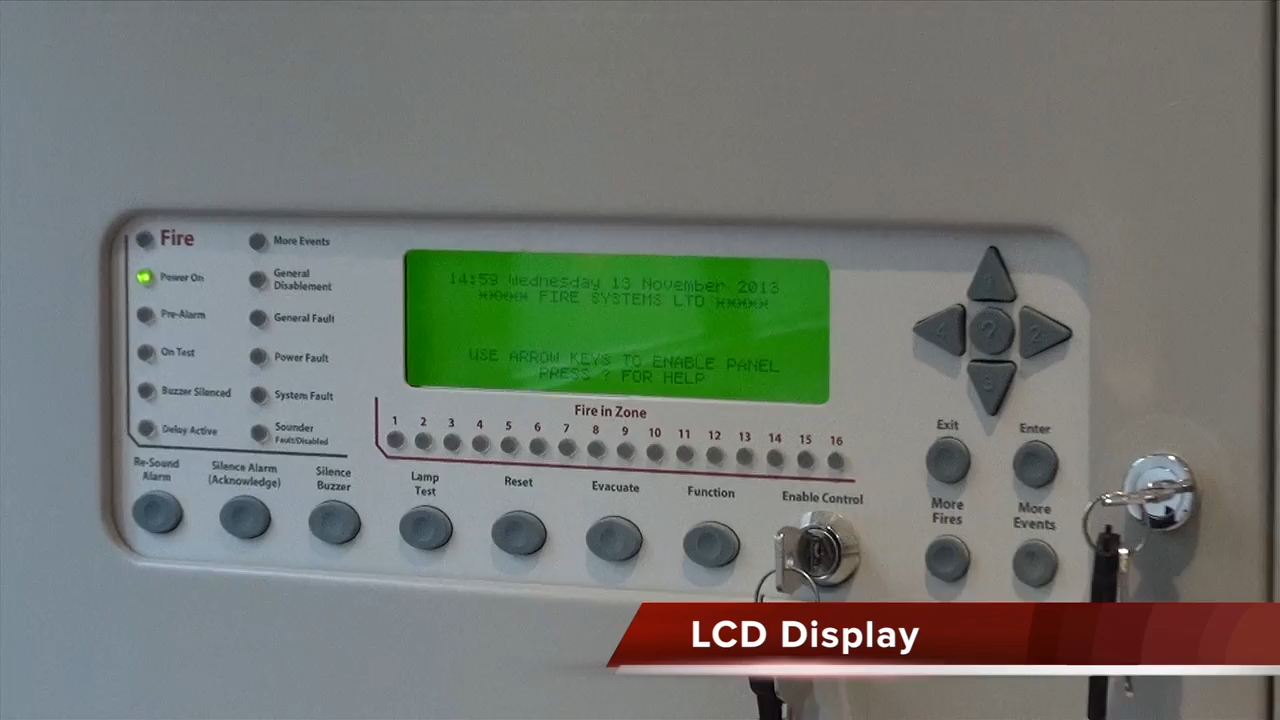 Fire
Power On
Pre-Alarm
On Test
Buzzer Silenced
Delay Active
More Events
General
Disablement
General Fault
Power Fault
System Fault
Sounder
Fault/Disabled
14:59 Wednesday 13 November 2013
FIRE SYSTEMS LTD
USE ARROW KEYS TO ENABLE PANEL
PRESS ? FOR HELP
Fire in Zone
1 2 3 4 5 6 7 8 9 10 11 12 13 14 15 16
1
4 ? 2
3
Exit Enter
More
Fires
More
Events
Re-Sound
Alarm
Silence Alarm
(Acknowledge)
Silence
Buzzer
Lamp
Test
Reset
Evacuate
Function
Enable Control
LCD Display